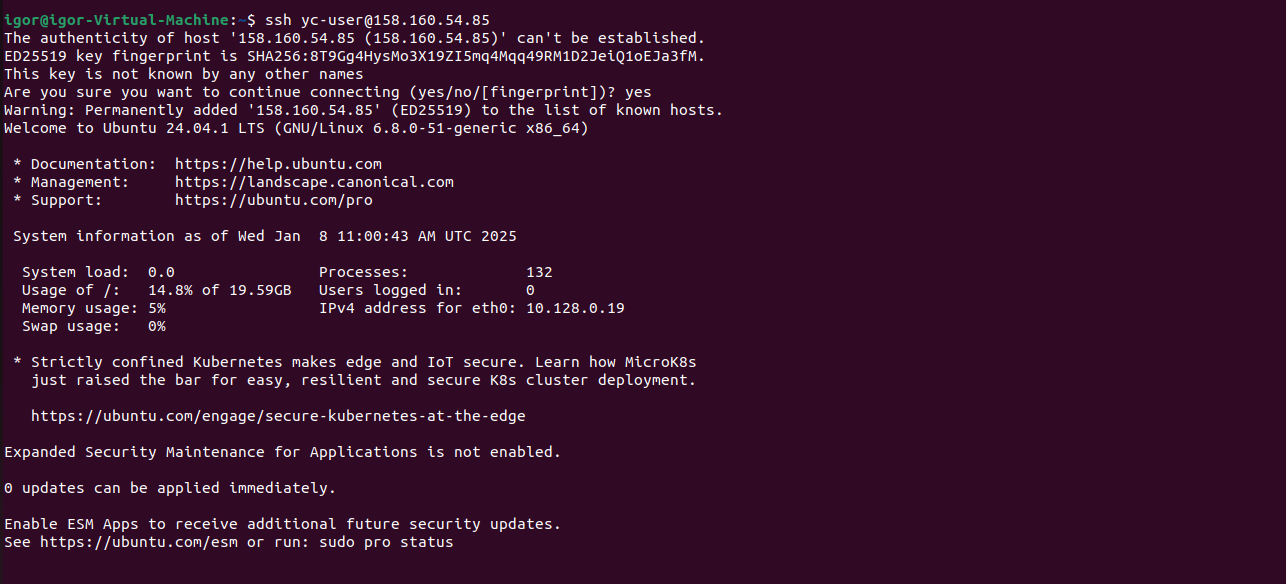 igor@igor-Virtual-Machine:~$ ssh yc-user@158.160.54.85
The authenticity of host '158.160.54.85 (158.160.54.85)' can't be established.
ED25519 key fingerprint is SHA256:8T9Gg4HysMo3X19ZI5mq4Mqq49RM1D2JeiQ1oEJa3fM.
This key is not known by any other names
Are you sure you want to continue connecting (yes/no/[fingerprint])? yes
Warning: Permanently added '158.160.54.85' (ED25519) to the list of known hosts.
Welcome to Ubuntu 24.04.1 LTS (GNU/Linux 6.8.0-51-generic x86_64)

 * Documentation:  https://help.ubuntu.com
 * Management:     https://landscape.canonical.com
 * Support:        https://ubuntu.com/pro

 System information as of Wed Jan  8 11:00:43 AM UTC 2025

  System load:  0.0                Processes:             132
  Usage of /:   14.8% of 19.59GB   Users logged in:       0
  Memory usage: 5%                 IPv4 address for eth0: 10.128.0.19
  Swap usage:   0%

 * Strictly confined Kubernetes makes edge and IoT secure. Learn how MicroK8s
   just raised the bar for easy, resilient and secure K8s cluster deployment.

   https://ubuntu.com/engage/secure-kubernetes-at-the-edge

Expanded Security Maintenance for Applications is not enabled.

0 updates can be applied immediately.

Enable ESM Apps to receive additional future security updates.
See https://ubuntu.com/esm or run: sudo pro status